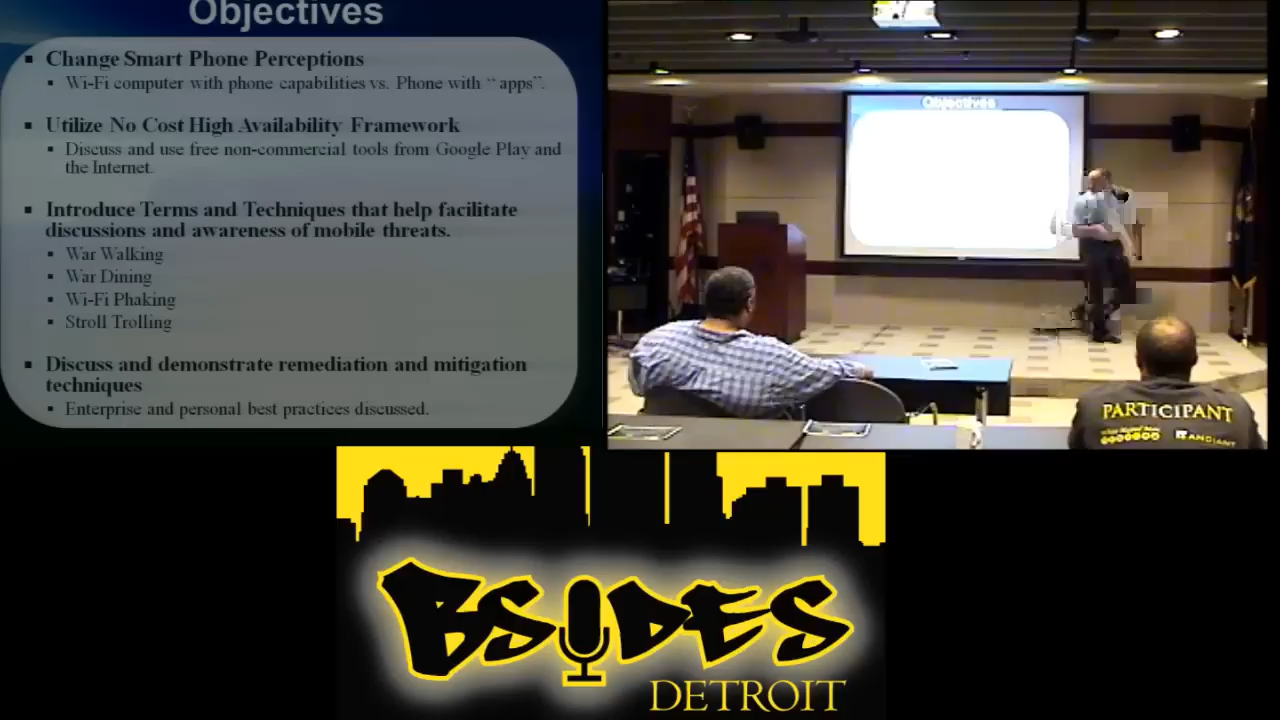 Objectives
Change Smart Phone Perceptions
Wi-Fi computer with phone capabilities vs. Phone with “ apps”.
Utilize No Cost High Availability Framework
Discuss and use free non-commercial tools from Google Play and
the Internet.
Introduce Terms and Techniques that help facilitate
discussions and awareness of mobile threats.
War Walking
War Dining
Wi-Fi Phaking
Stroll Trolling
Discuss and demonstrate remediation and mitigation
techniques
Enterprise and personal best practices discussed.
Objectives
PARTICIPANT
MANDIANT
BSIDES
DETROIT